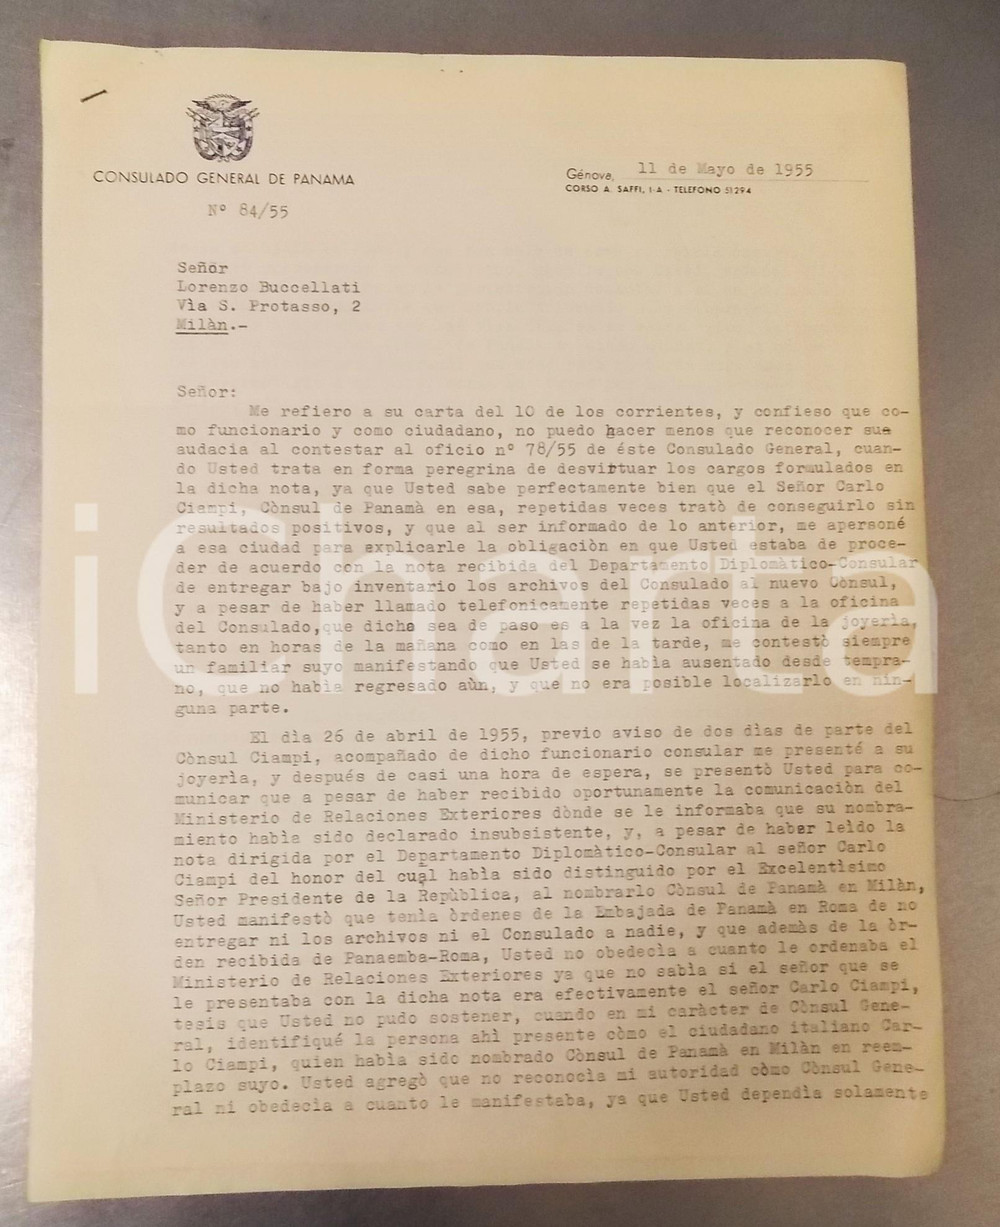 CONSULADO GENERAL DE PANAMA
Nº 84/55
Génova, 11 de Mayo de 1955
CORSO A. SAFFI, 1-A - TELEFONO 51294
Señor
Lorenzo Buccellati
Vìa S. Protasso, 2
Milàn.-
Señor:
Me refiero a su carta del 10 de los corrientes, y confieso que co-
mo funcionario y como ciudadano, no puedo hacer menos que reconocer sua
audacia al contestar al oficio nº 78/55 de éste Consulado General, cuan-
do Usted trata en forma peregrina de desvirtuar los cargos formulados en
la dicha nota, ya que Usted sabe perfectamente bien que el Señor Carlo
Ciampi, Cònsul de Panamà en esa, repetidas veces tratò de conseguirlo sin
resultados positivos, y que al ser informado de lo anterior, me apersoné
a esa ciudad para explicarle la obligaciòn en que Usted estaba de proce-
der de acuerdo con la nota recibida del Departamento Diplomàtico-Consular
de entregar bajo inventario los archivos del Consulado al nuevo Cònsul,
y a pesar de haber llamado telefonicamente repetidas veces a la oficina
del Consulado,que dicha sea de paso es a la vez la oficina de la joyerìa,
tanto en horas de la mañana como en las de la tarde, me contestò siempre
un familiar suyo manifestando que Usted se habìa ausentado desde tempra-
no, que no habìa regresado aùn, y que no era posible localizarlo en nin-
guna parte.
El dìa 26 de abril de 1955, previo aviso de dos dìas de parte del
Cònsul Ciampi, acompañado de dicho funcionario consular me presenté a su
joyerìa, y después de casi una hora de espera, se presentò Usted para co-
municar que a pesar de haber recibido oportunamente la comunicaciòn del
Ministerio de Relaciones Exteriores dònde se le informaba que su nombra-
miento habìa sido declarado insubsistente, y, a pesar de haber leìdo la
nota dirigida por el Departamento Diplomàtico-Consular al señor Carlo
Ciampi del honor del cual habìa sido distinguido por el Excelentìsimo
Señor Presidente de la Repùblica, al nombrarlo Cònsul de Panamà en Milàn,
Usted manifestò que tenìa òrdenes de la Embajada de Panamà en Roma de no
entregar ni los archivos ni el Consulado a nadie, y que ademàs de la òr-
den recibida de Panaemba-Roma, Usted no obedecìa a cuanto le ordenaba el
Ministerio de Relaciones Exteriores ya que no sabìa si el señor que se
le presentaba con la dicha nota era efectivamente el señor Carlo Ciampi,
tesis que Usted no pudo sostener, cuando en mi caràcter de Cònsul Gene-
ral, identifiqué la persona ahì presente còmo el ciudadano italiano Car-
lo Ciampi, quien habìa sido nombrado Cònsul de Panamà en Milàn en reem-
plazo suyo. Usted agregò que no reconocìa mi autoridad còmo Cònsul Gene-
ral ni obedecìa a cuanto le manifestaba, ya que Usted dependìa solamente
iCharta